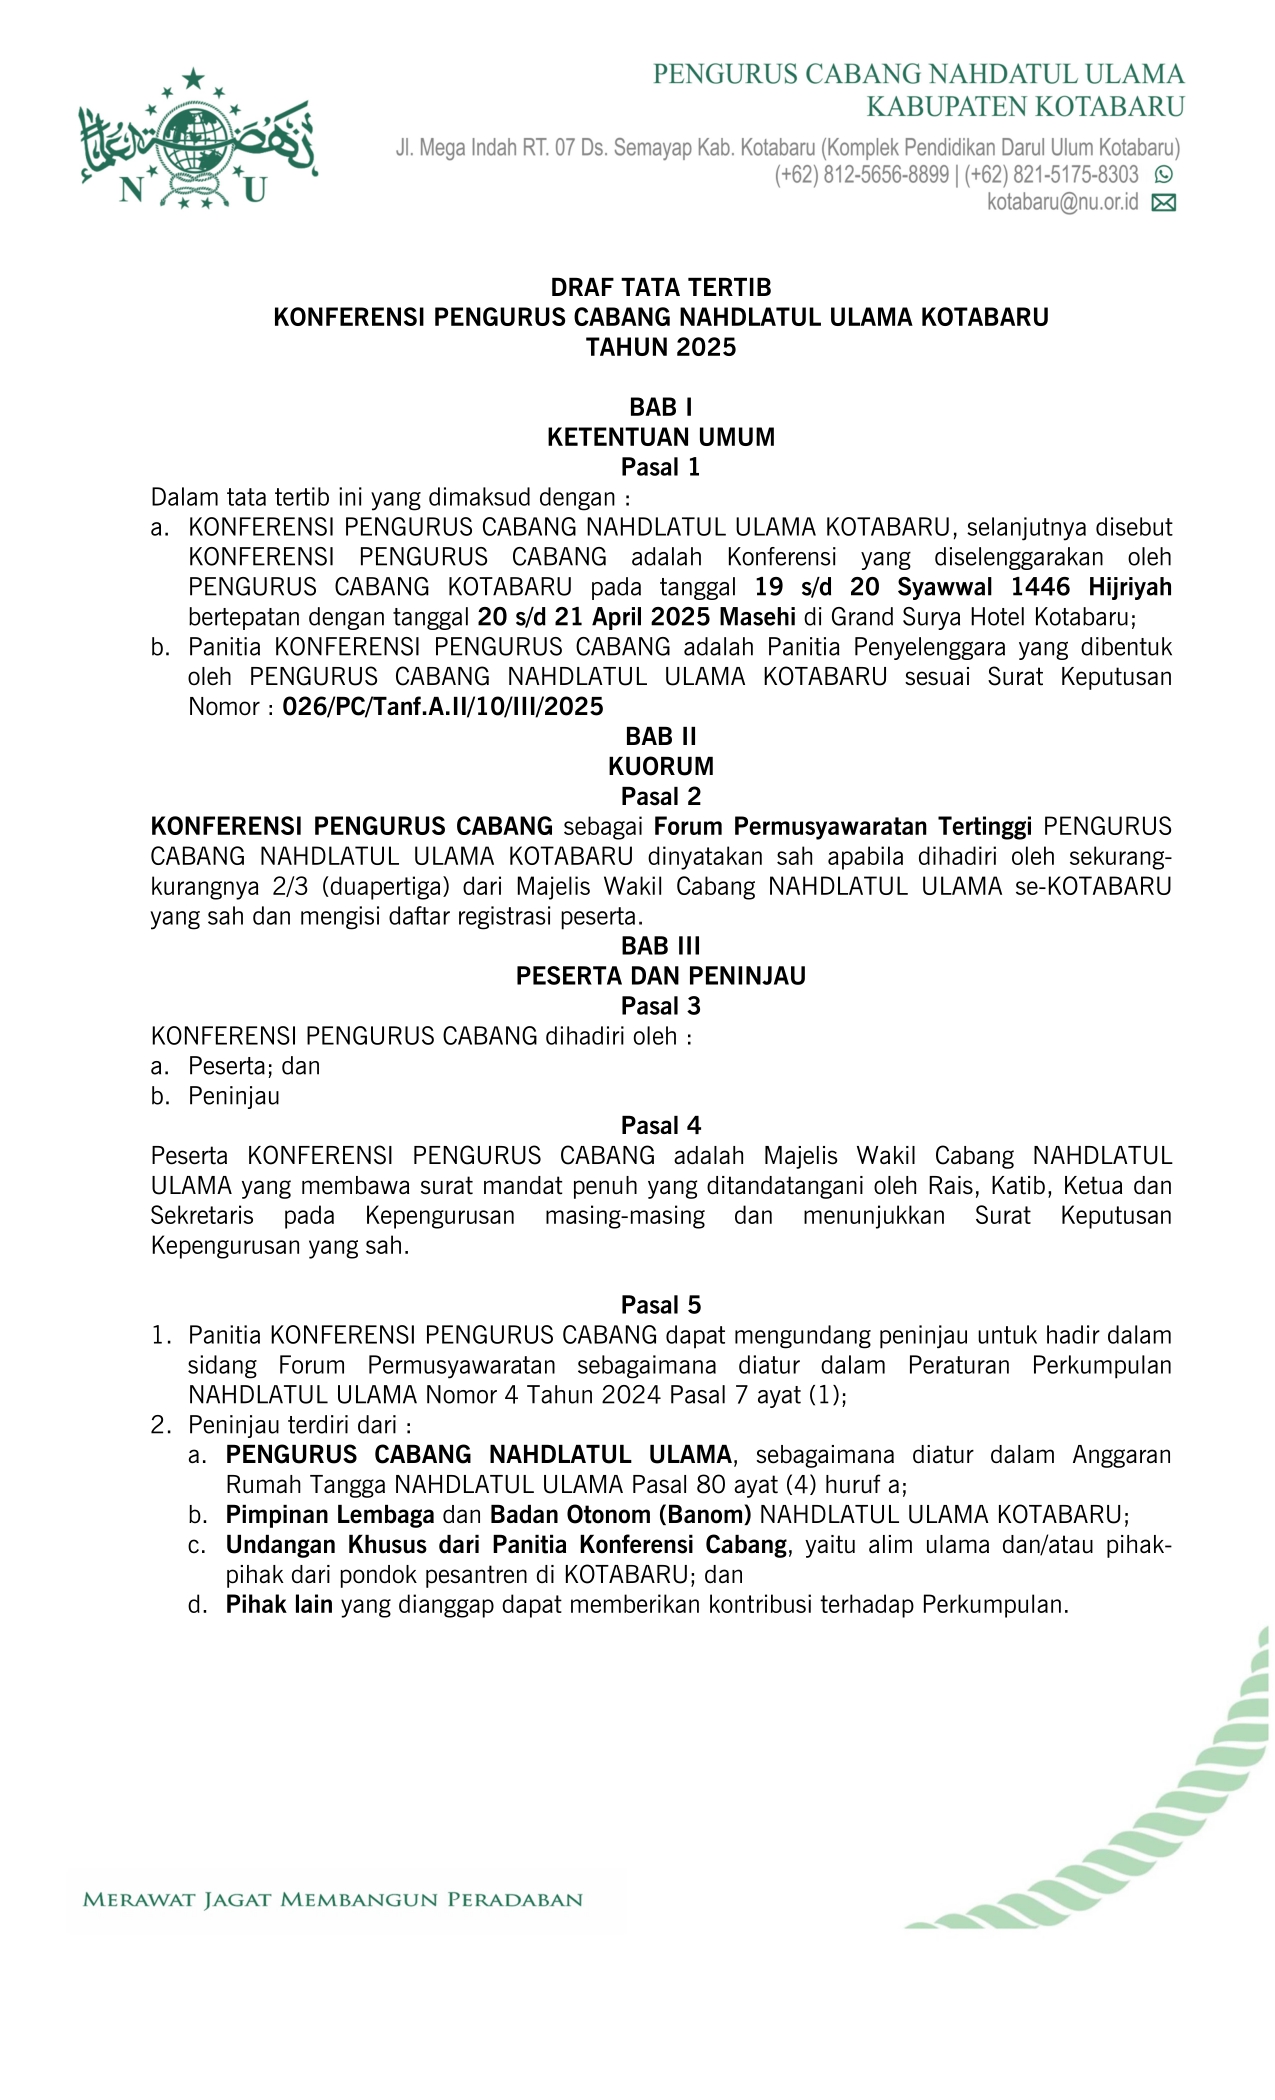 نهضة العلماء
N U
PENGURUS CABANG NAHDATUL ULAMA
KABUPATEN KOTABARU
Jl. Mega Indah RT. 07 Ds. Semayap Kab. Kotabaru (Komplek Pendidikan Darul Ulum Kotabaru)
(+62) 812-5656-8899 | (+62) 821-5175-8303
kotabaru@nu.or.id
DRAF TATA TERTIB
KONFERENSI PENGURUS CABANG NAHDLATUL ULAMA KOTABARU
TAHUN 2025
BAB I
KETENTUAN UMUM
Pasal 1
Dalam tata tertib ini yang dimaksud dengan :
a. KONFERENSI PENGURUS CABANG NAHDLATUL ULAMA KOTABARU, selanjutnya disebut
KONFERENSI PENGURUS CABANG adalah Konferensi yang diselenggarakan oleh
PENGURUS CABANG KOTABARU pada tanggal 19 s/d 20 Syawwal 1446 Hijriyah
bertepatan dengan tanggal 20 s/d 21 April 2025 Masehi di Grand Surya Hotel Kotabaru;
b. Panitia KONFERENSI PENGURUS CABANG adalah Panitia Penyelenggara yang dibentuk
oleh PENGURUS CABANG NAHDLATUL ULAMA KOTABARU sesuai Surat Keputusan
Nomor : 026/PC/Tanf.A.II/10/III/2025
BAB II
KUORUM
Pasal 2
KONFERENSI PENGURUS CABANG sebagai Forum Permusyawaratan Tertinggi PENGURUS
CABANG NAHDLATUL ULAMA KOTABARU dinyatakan sah apabila dihadiri oleh sekurang-
kurangnya 2/3 (duapertiga) dari Majelis Wakil Cabang NAHDLATUL ULAMA se-KOTABARU
yang sah dan mengisi daftar registrasi peserta.
BAB III
PESERTA DAN PENINJAU
Pasal 3
KONFERENSI PENGURUS CABANG dihadiri oleh :
a. Peserta; dan
b. Peninjau
Pasal 4
Peserta KONFERENSI PENGURUS CABANG adalah Majelis Wakil Cabang NAHDLATUL
ULAMA yang membawa surat mandat penuh yang ditandatangani oleh Rais, Katib, Ketua dan
Sekretaris pada Kepengurusan masing-masing dan menunjukkan Surat Keputusan
Kepengurusan yang sah.
Pasal 5
1. Panitia KONFERENSI PENGURUS CABANG dapat mengundang peninjau untuk hadir dalam
sidang Forum Permusyawaratan sebagaimana diatur dalam Peraturan Perkumpulan
NAHDLATUL ULAMA Nomor 4 Tahun 2024 Pasal 7 ayat (1);
2. Peninjau terdiri dari :
a. PENGURUS CABANG NAHDLATUL ULAMA, sebagaimana diatur dalam Anggaran
Rumah Tangga NAHDLATUL ULAMA Pasal 80 ayat (4) huruf a;
b. Pimpinan Lembaga dan Badan Otonom (Banom) NAHDLATUL ULAMA KOTABARU;
c. Undangan Khusus dari Panitia Konferensi Cabang, yaitu alim ulama dan/atau pihak-
pihak dari pondok pesantren di KOTABARU; dan
d. Pihak lain yang dianggap dapat memberikan kontribusi terhadap Perkumpulan.
MERAWAT JAGAT MEMBANGUN PERADABAN